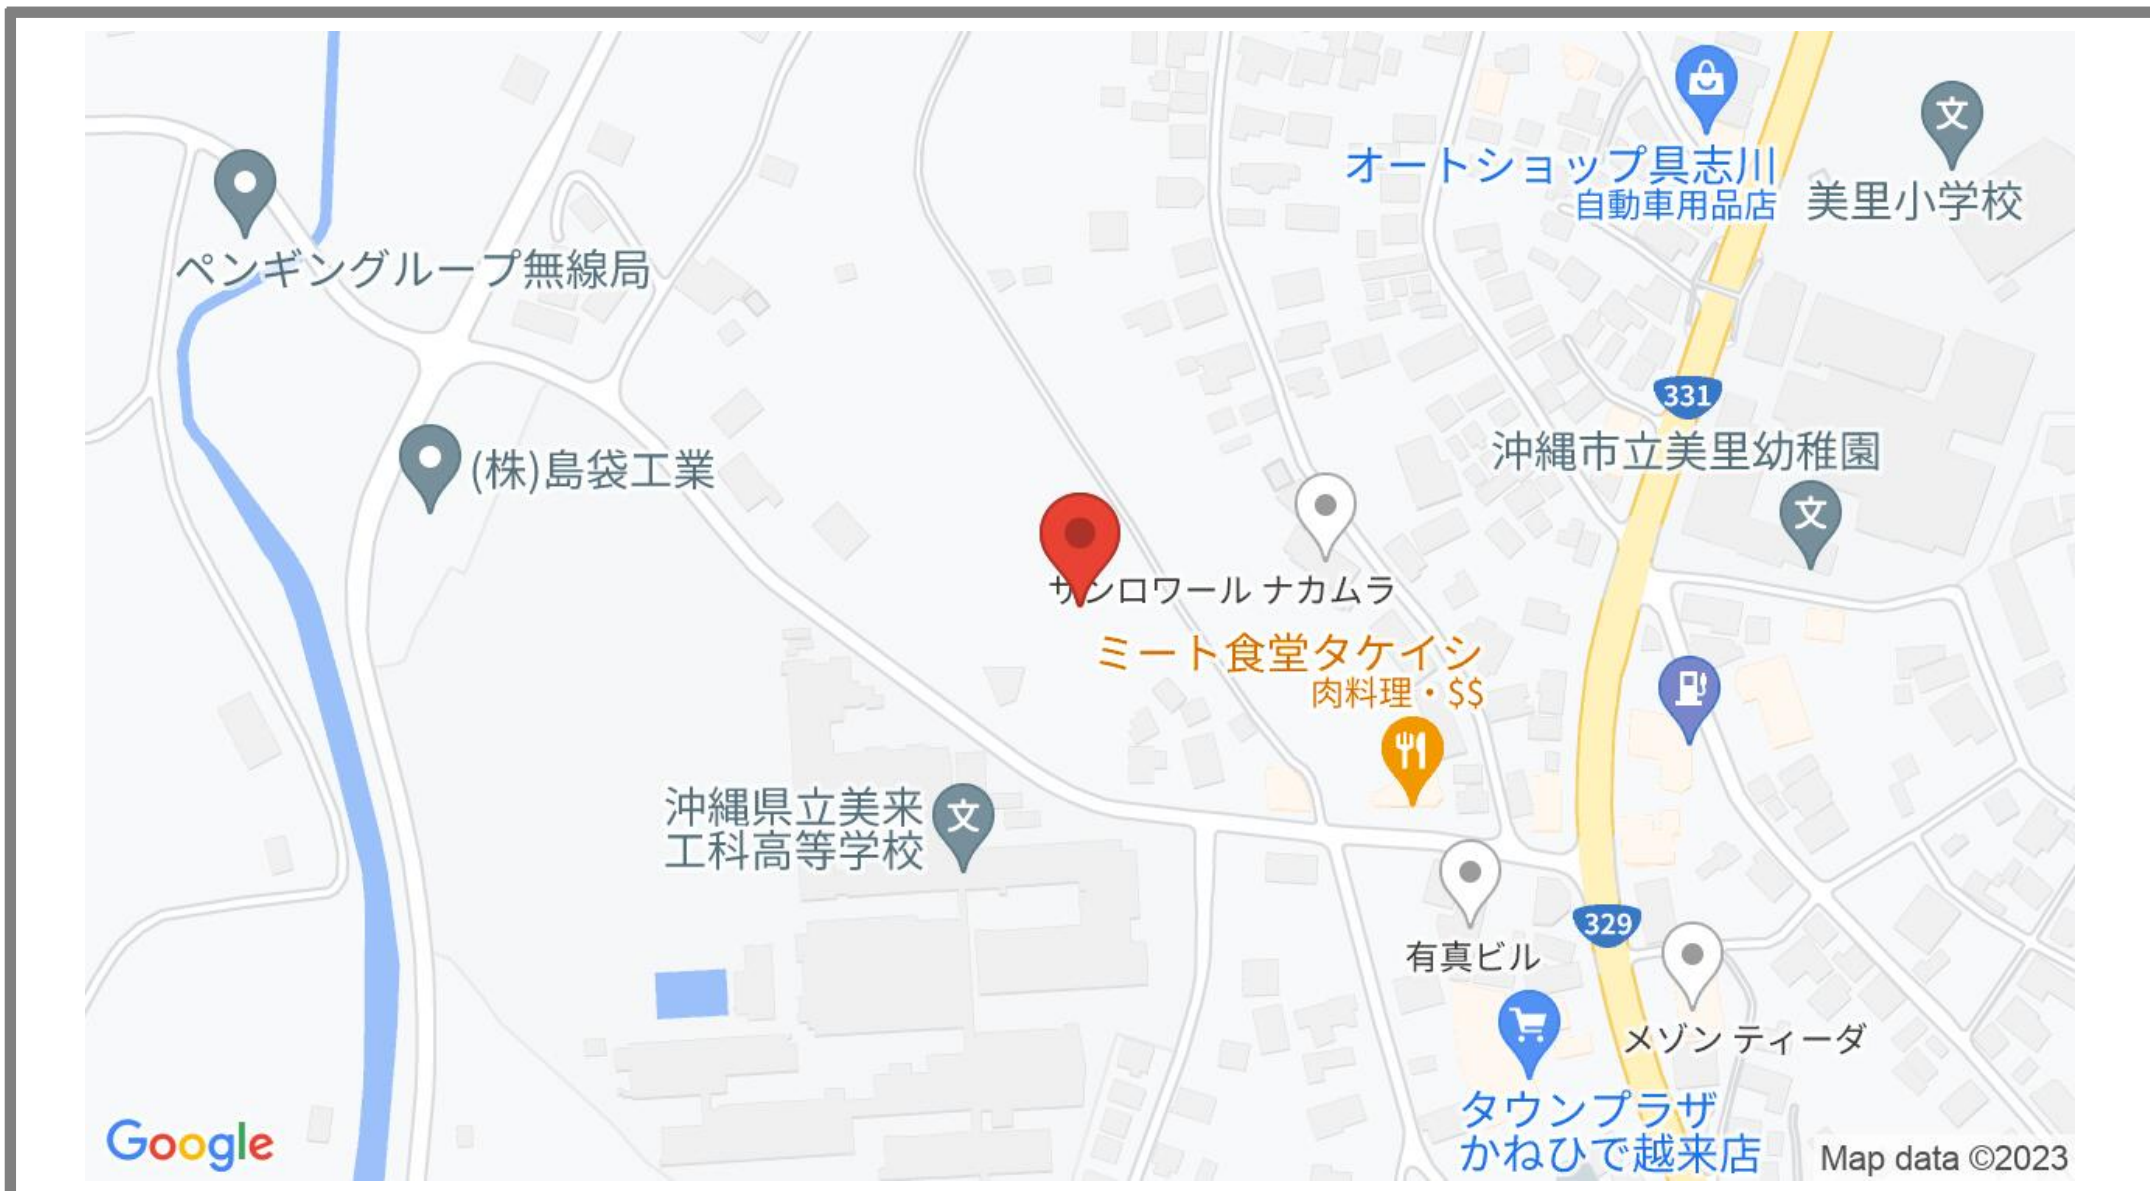 オートショップ具志川
自動車用品店
文
美里小学校
ペンギングループ無線局
331
沖縄市立美里幼稚園
文
(株)島袋工業
サンロワール ナカムラ
ミート食堂タケイシ
肉料理・$$
沖縄県立美来
工科高等学校
文
329
有真ビル
メゾン ティーダ
タウンプラザ
かねひで越来店
Google
Map data ©2023